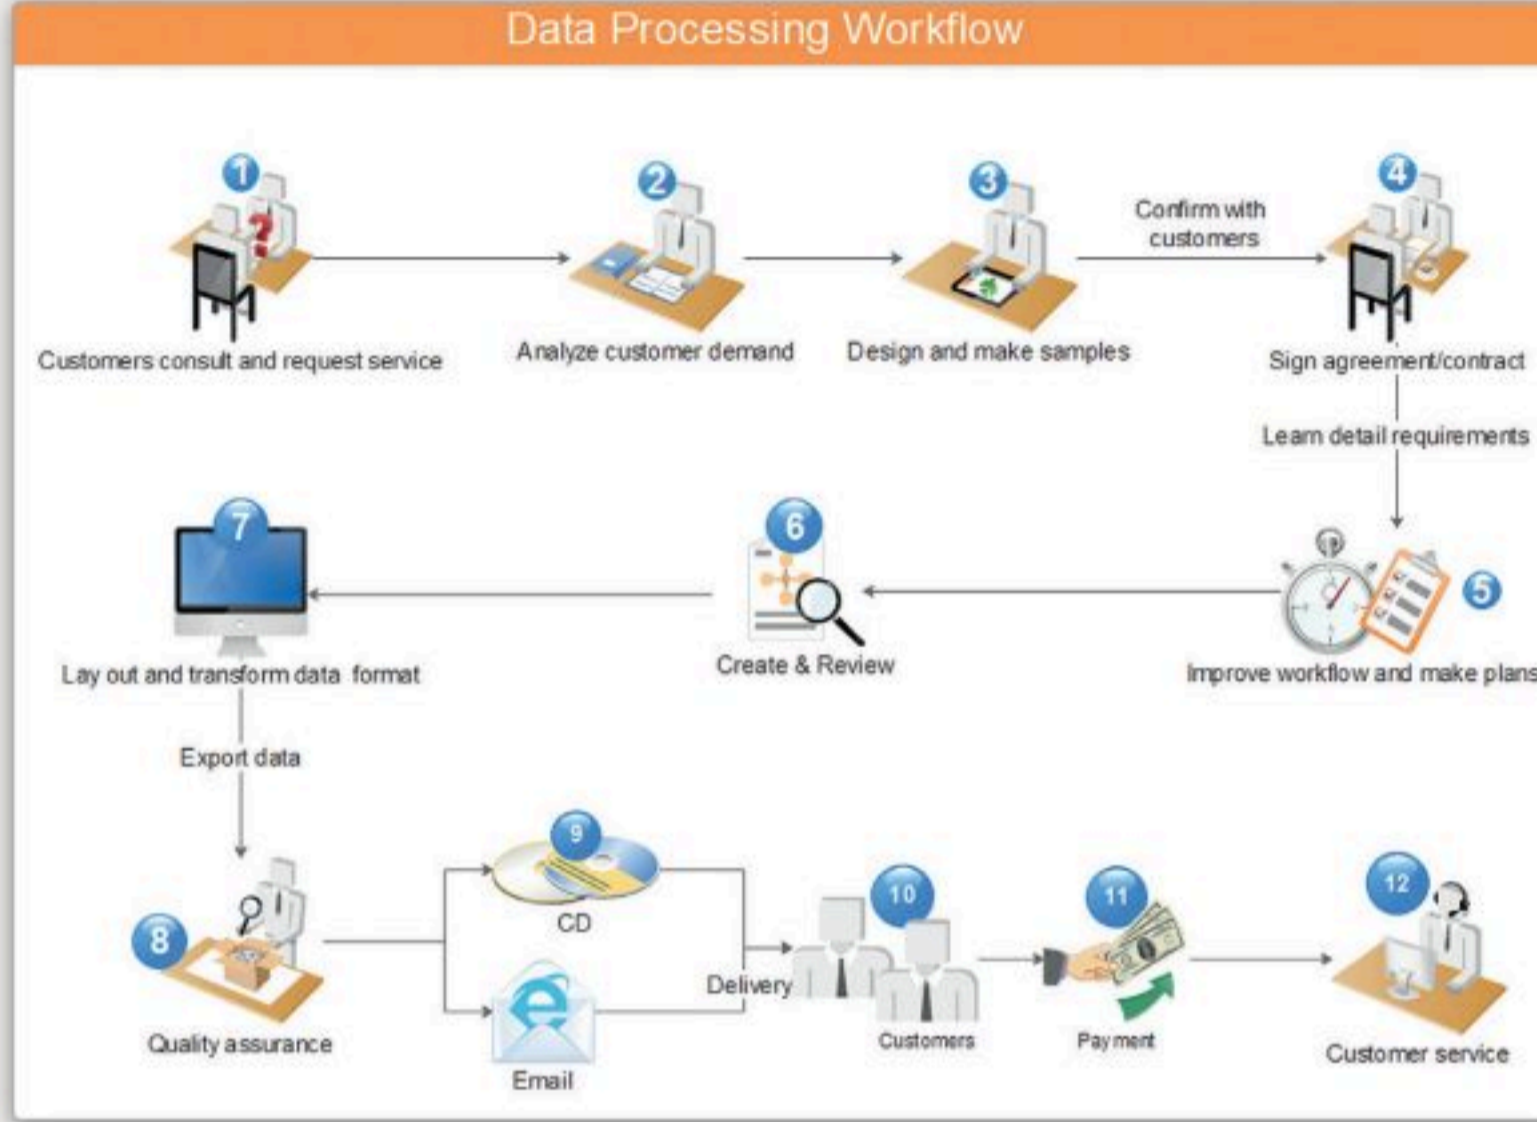 Data Processing Workflow
1
2
3
4
Confirm with
customers
Customers consult and request service
Analyze customer demand
Design and make samples
Sign agreement/contract
Learn detail requirements
7
6
5
Lay out and transform data format
Create & Review
Improve workflow and make plans
Export data
9
10
11
12
8
CD
Delivery
Quality assurance
Customers
Payment
Customer service
Email